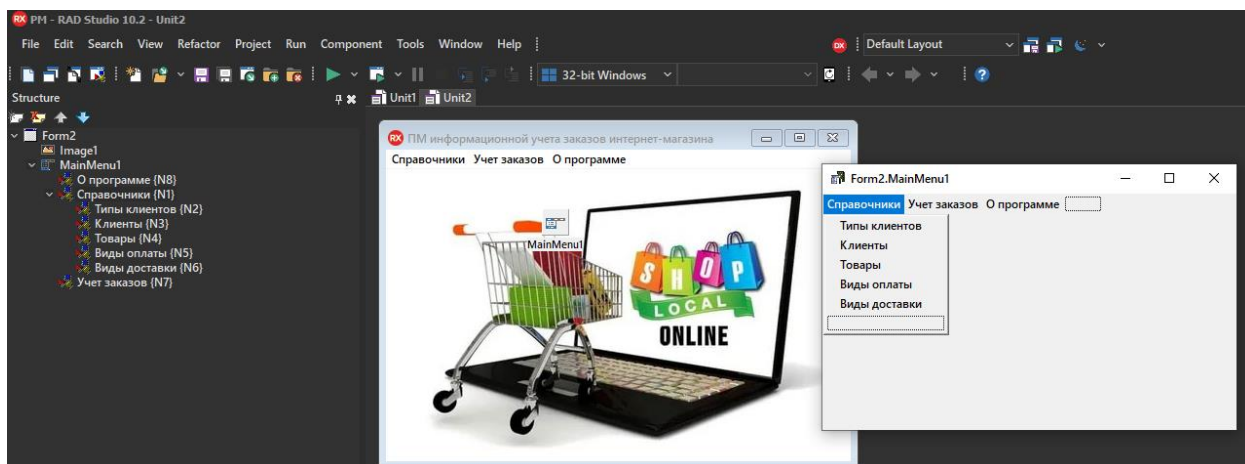 PM - RAD Studio 10.2 - Unit2
File Edit Search View Refactor Project Run Component Tools Window Help
DX Default Layout
32-bit Windows
Structure
Unit1 Unit2
Form2
Image1
MainMenu1
О программе {N8}
Справочники {N1}
Типы клиентов {N2}
Клиенты {N3}
Товары {N4}
Виды оплаты {N5}
Виды доставки {N6}
Учет заказов {N7}
RX ПМ информационной учета заказов интернет-магазина
Справочники Учет заказов О программе
MainMenu1
SHOP
LOCAL
ONLINE
Form2.MainMenu1
Справочники Учет заказов О программе
Типы клиентов
Клиенты
Товары
Виды оплаты
Виды доставки